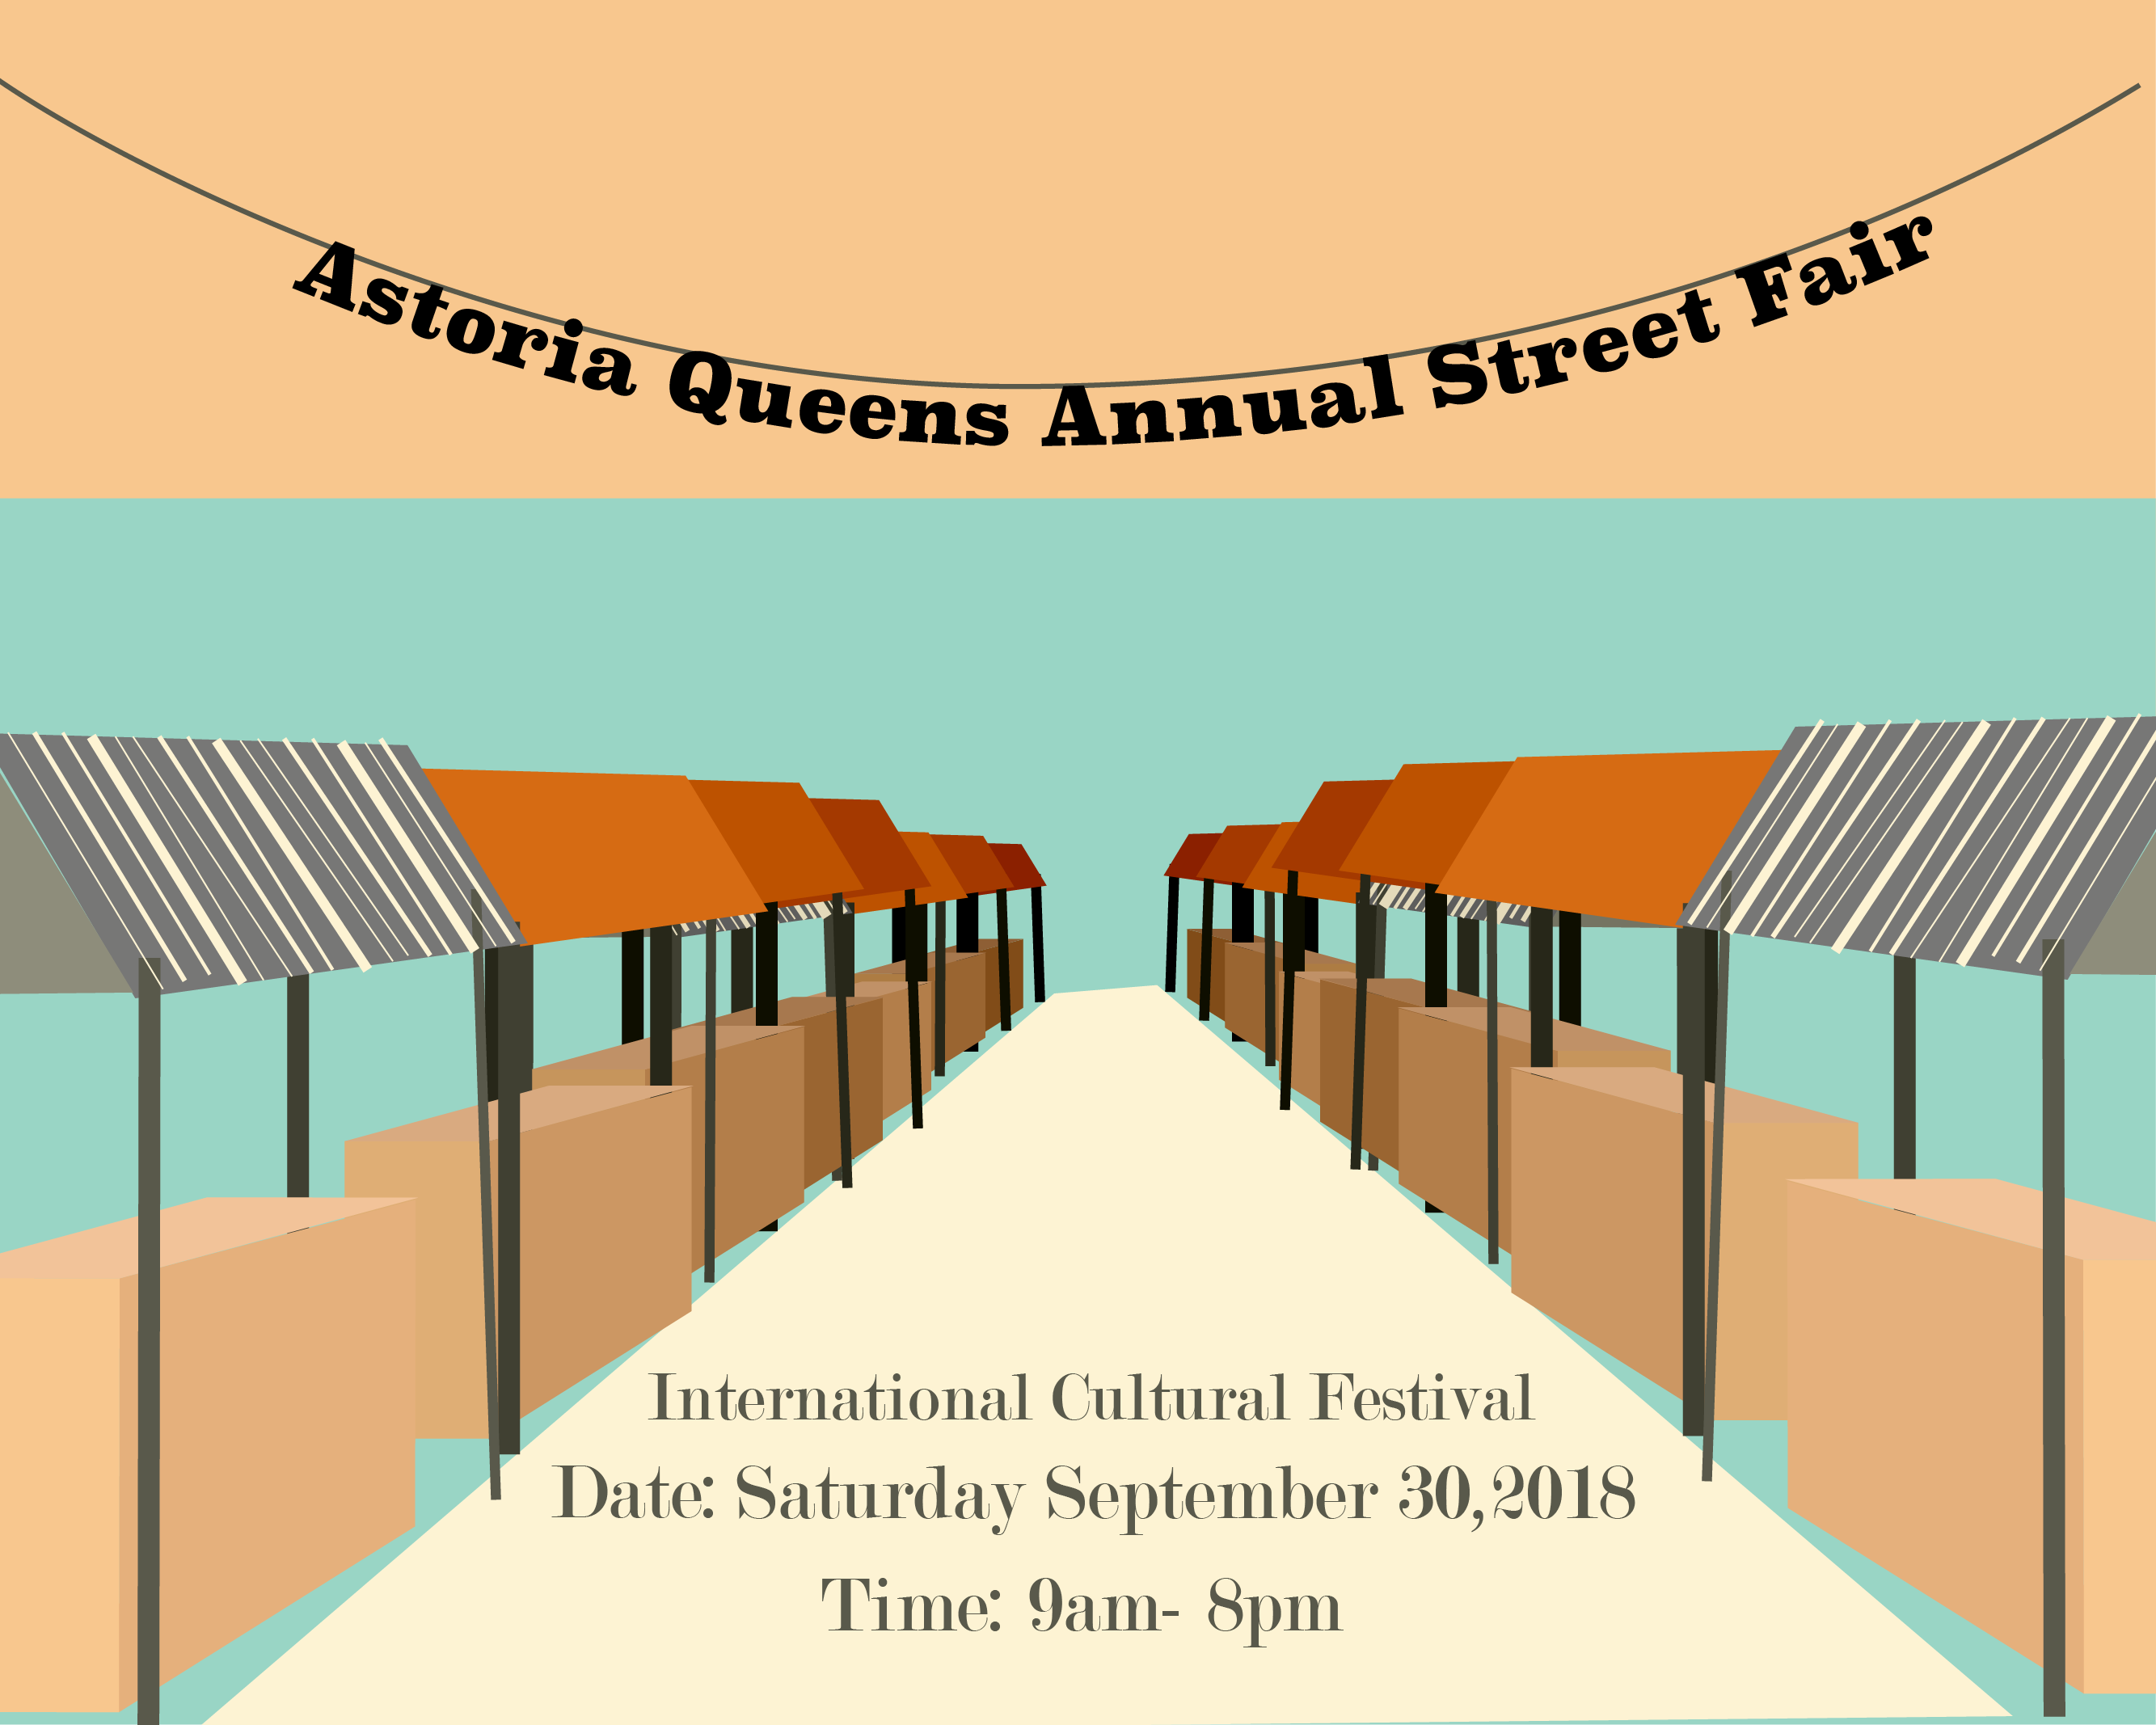 Astoria Queens Annual Street Fair
International Cultural Festival
Date: Saturday September 30,2018
Time: 9am- 8pm